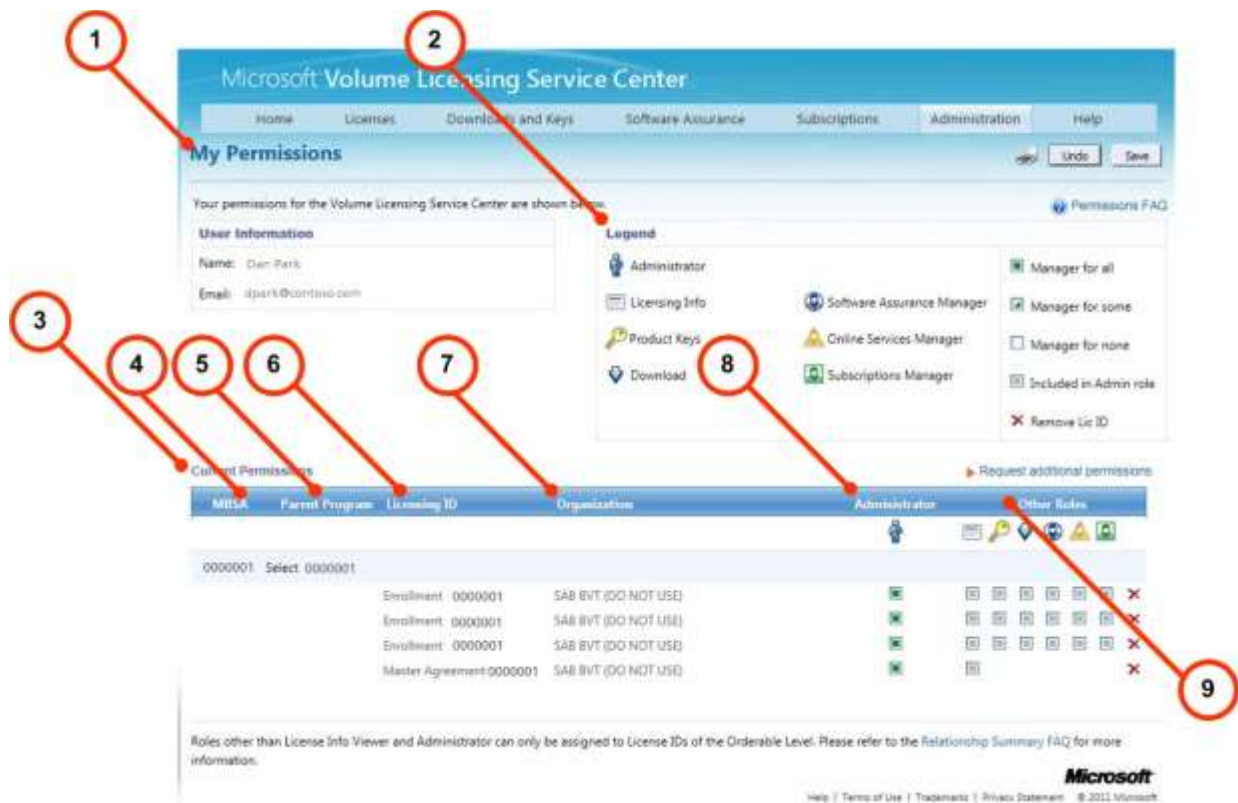 1
2
Microsoft Volume Licensing Service Center
Home Licenses Downloads and Keys Software Assurance Subscriptions Administration Help
My Permissions
Undo Save
Your permissions for the Volume Licensing Service Center are shown below.
Permissions FAQ
User Information
Name: Dan Park
Email: dpark@contoso.com
Legend
Administrator
Manager for all
Licensing Info
Software Assurance Manager
Manager for some
Product Keys
Online Services Manager
Manager for none
Download
Subscriptions Manager
Included in Admin role
Remove Lic ID
3
4
5
6
7
8
Current Permissions
Request additional permissions
MBSA Parent Program Licensing ID Organization Administrator Other Roles
0000001 Select 0000001
Enrollment 0000001 SAB BVT (DO NOT USE)
Enrollment 0000001 SAB BVT (DO NOT USE)
Enrollment 0000001 SAB BVT (DO NOT USE)
Master Agreement 0000001 SAB BVT (DO NOT USE)
9
Roles other than License Info Viewer and Administrator can only be assigned to License IDs of the Orderable Level. Please refer to the Relationship Summary FAQ for more
information.
Microsoft
Help | Terms of Use | Trademarks | Privacy Statement © 2011 Microsoft